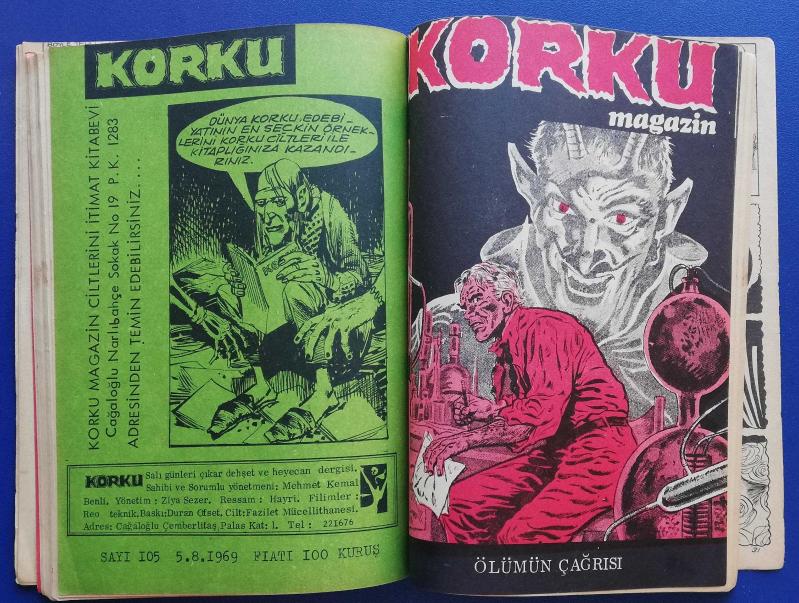 KORKU
KORKU MAGAZİN CİLTLERİNİ İTİMAT KİTABEVİ
Cağaloğlu Narlıbahçe Sokak No 19 P. K. 1283
ADRESİNDEN TEMİN EDEBİLİRSİNİZ.....
DÜNYA KORKU, EDEBİ-
YATININ EN SEÇKİN ÖRNEK-
LERİNİ KORKU CİLTLERİ İLE
KİTAPLIĞINIZA KAZANDI-
RINIZ.
KORKU Salı günleri çıkar dehşet ve heyecan dergisi.
Sahibi ve Sorumlu yönetmeni: Mehmet Kemal
Benli. Yönetim: Ziya Sezer. Ressam: Hayri. Filimler:
Reo teknik. Baskı: Duran Ofset, Cilt: Fazilet Mücellithanesi.
Adres: Cağaloğlu Çemberlitaş, Palas Kat: 1. Tel: 221676
SAYI 105 5.8.1969 FIATI 100 KURUŞ
KORKU
magazin
ÖLÜMÜN ÇAĞRISI